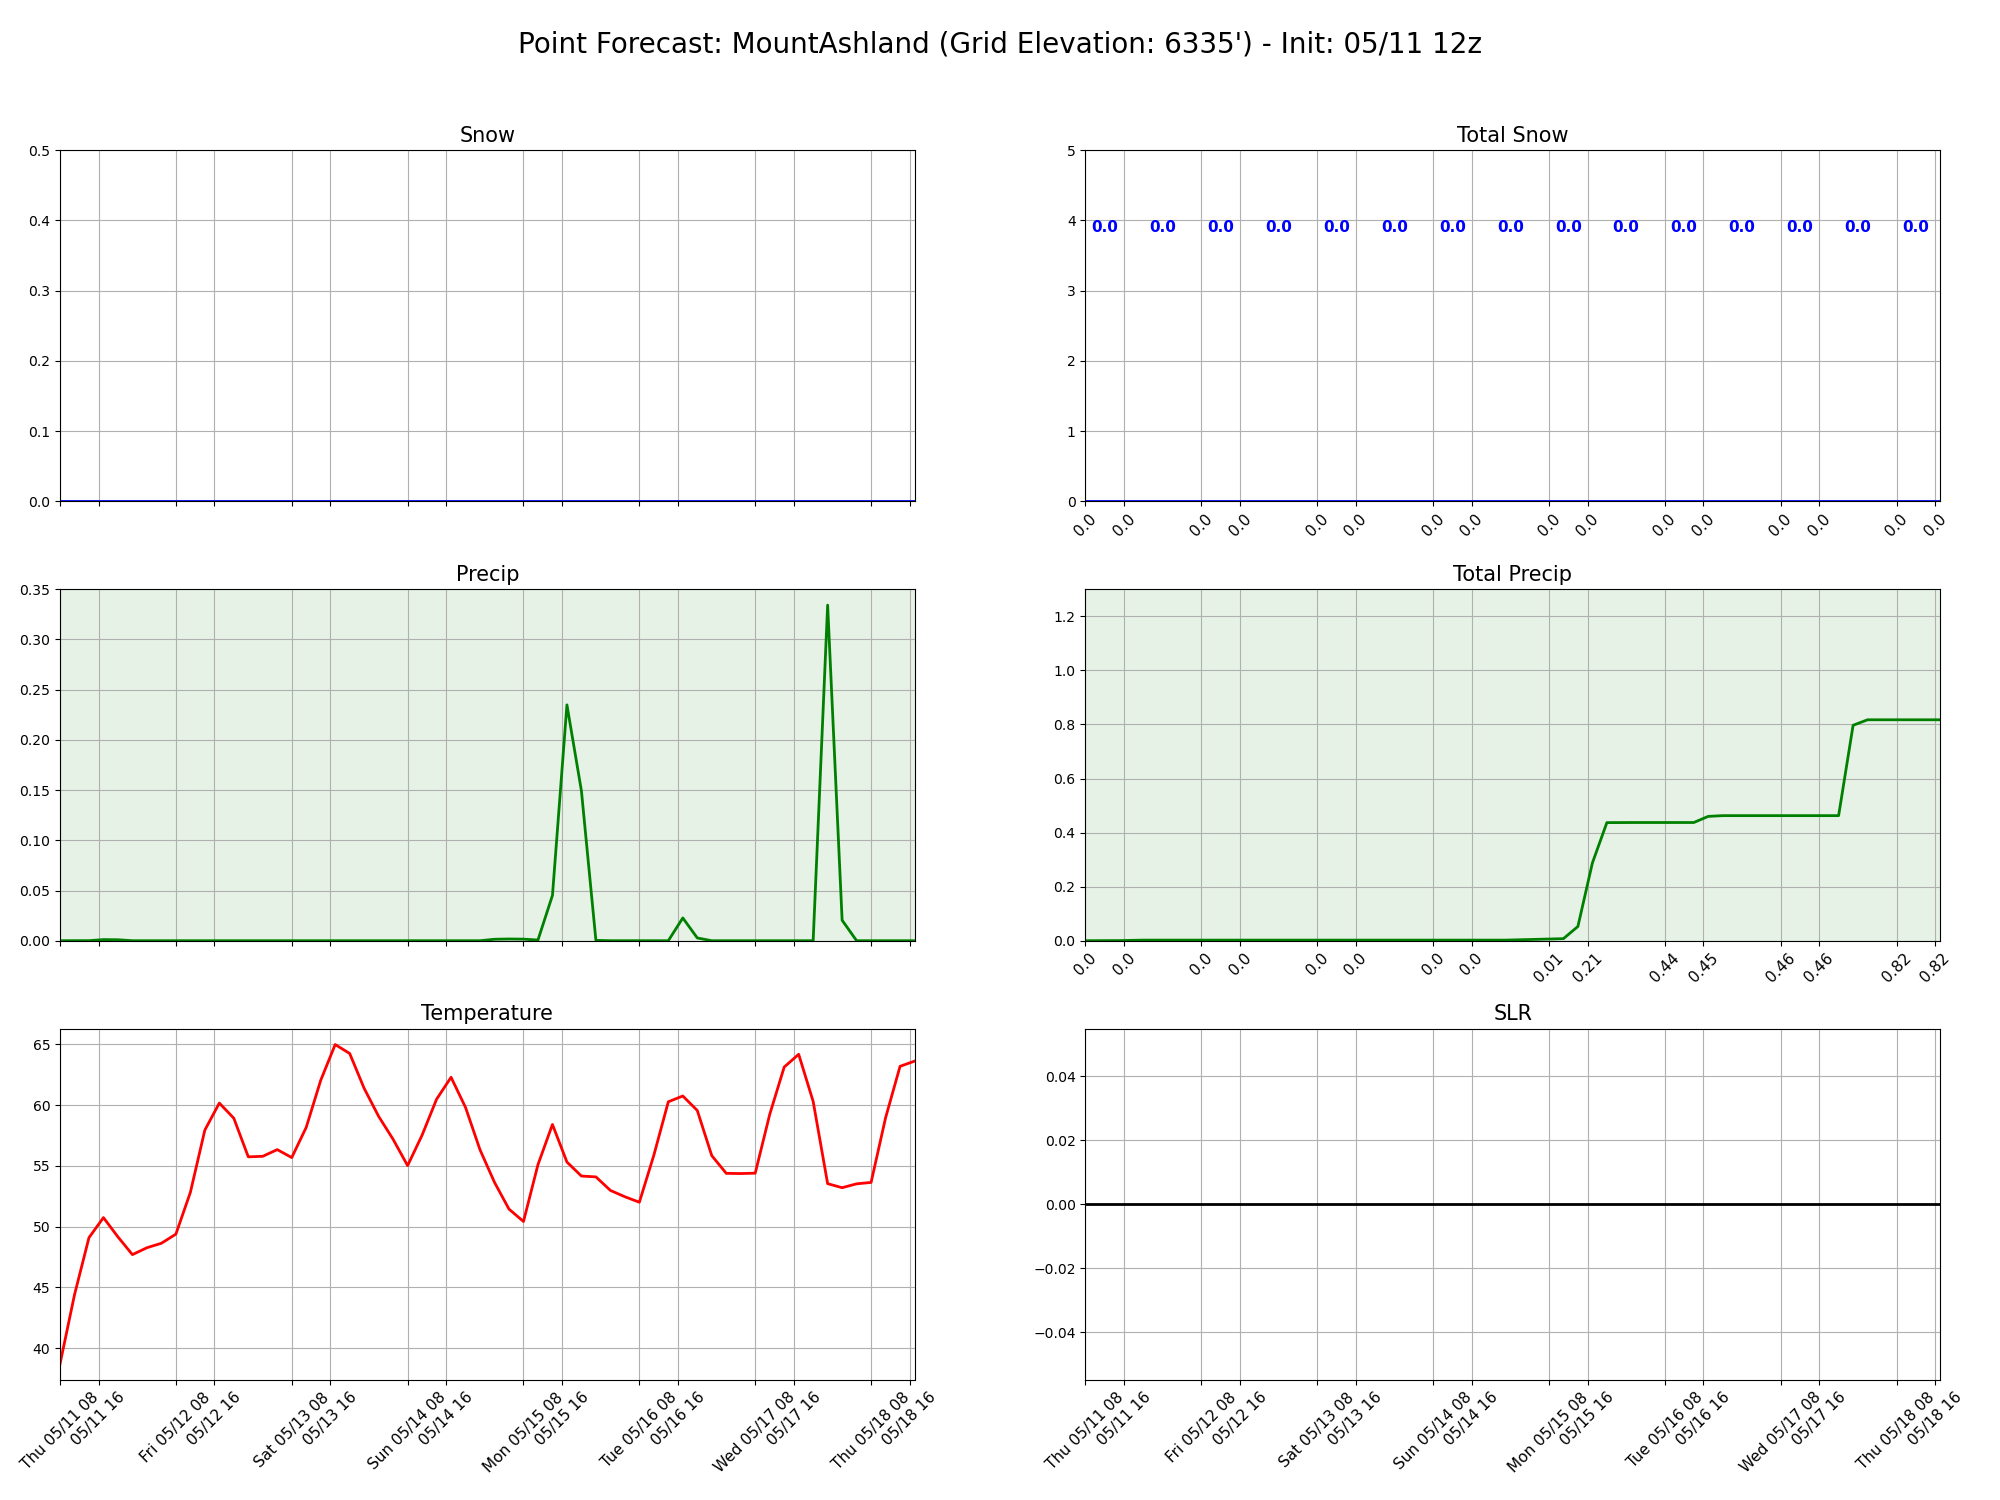 Point Forecast: MountAshland (Grid Elevation: 6335') - Init: 05/11 12z
Snow
0.5
0.4
0.3
0.2
0.1
0.0
Total Snow
5
4
3
2
1
0
0.0 0.0 0.0 0.0 0.0 0.0 0.0 0.0 0.0 0.0 0.0 0.0 0.0 0.0 0.0
0.0 0.0 0.0 0.0 0.0 0.0 0.0 0.0 0.0 0.0 0.0 0.0 0.0 0.0 0.0 0.0
Precip
0.35
0.30
0.25
0.20
0.15
0.10
0.05
0.00
Total Precip
1.2
1.0
0.8
0.6
0.4
0.2
0.0
0.0 0.0 0.0 0.0 0.0 0.0 0.0 0.0 0.01 0.21 0.44 0.45 0.46 0.46 0.82 0.82
Temperature
65
60
55
50
45
40
Thu 05/11 08
05/11 16
Fri 05/12 08
05/12 16
Sat 05/13 08
05/13 16
Sun 05/14 08
05/14 16
Mon 05/15 08
05/15 16
Tue 05/16 08
05/16 16
Wed 05/17 08
05/17 16
Thu 05/18 08
05/18 16
SLR
0.04
0.02
0.00
−0.02
−0.04
Thu 05/11 08
05/11 16
Fri 05/12 08
05/12 16
Sat 05/13 08
05/13 16
Sun 05/14 08
05/14 16
Mon 05/15 08
05/15 16
Tue 05/16 08
05/16 16
Wed 05/17 08
05/17 16
Thu 05/18 08
05/18 16